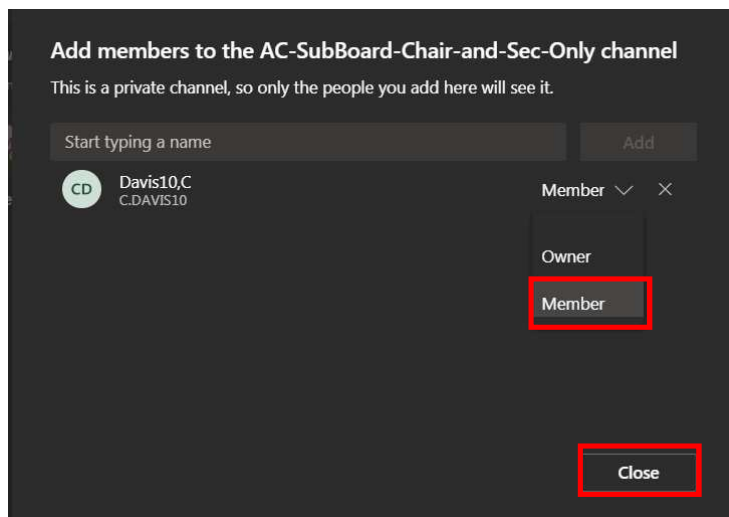 Add members to the AC-SubBoard-Chair-and-Sec-Only channel
This is a private channel, so only the people you add here will see it.
Start typing a name
Add
CD
Davis10,C
Member
C.DAVIS10
Owner
Member
Close